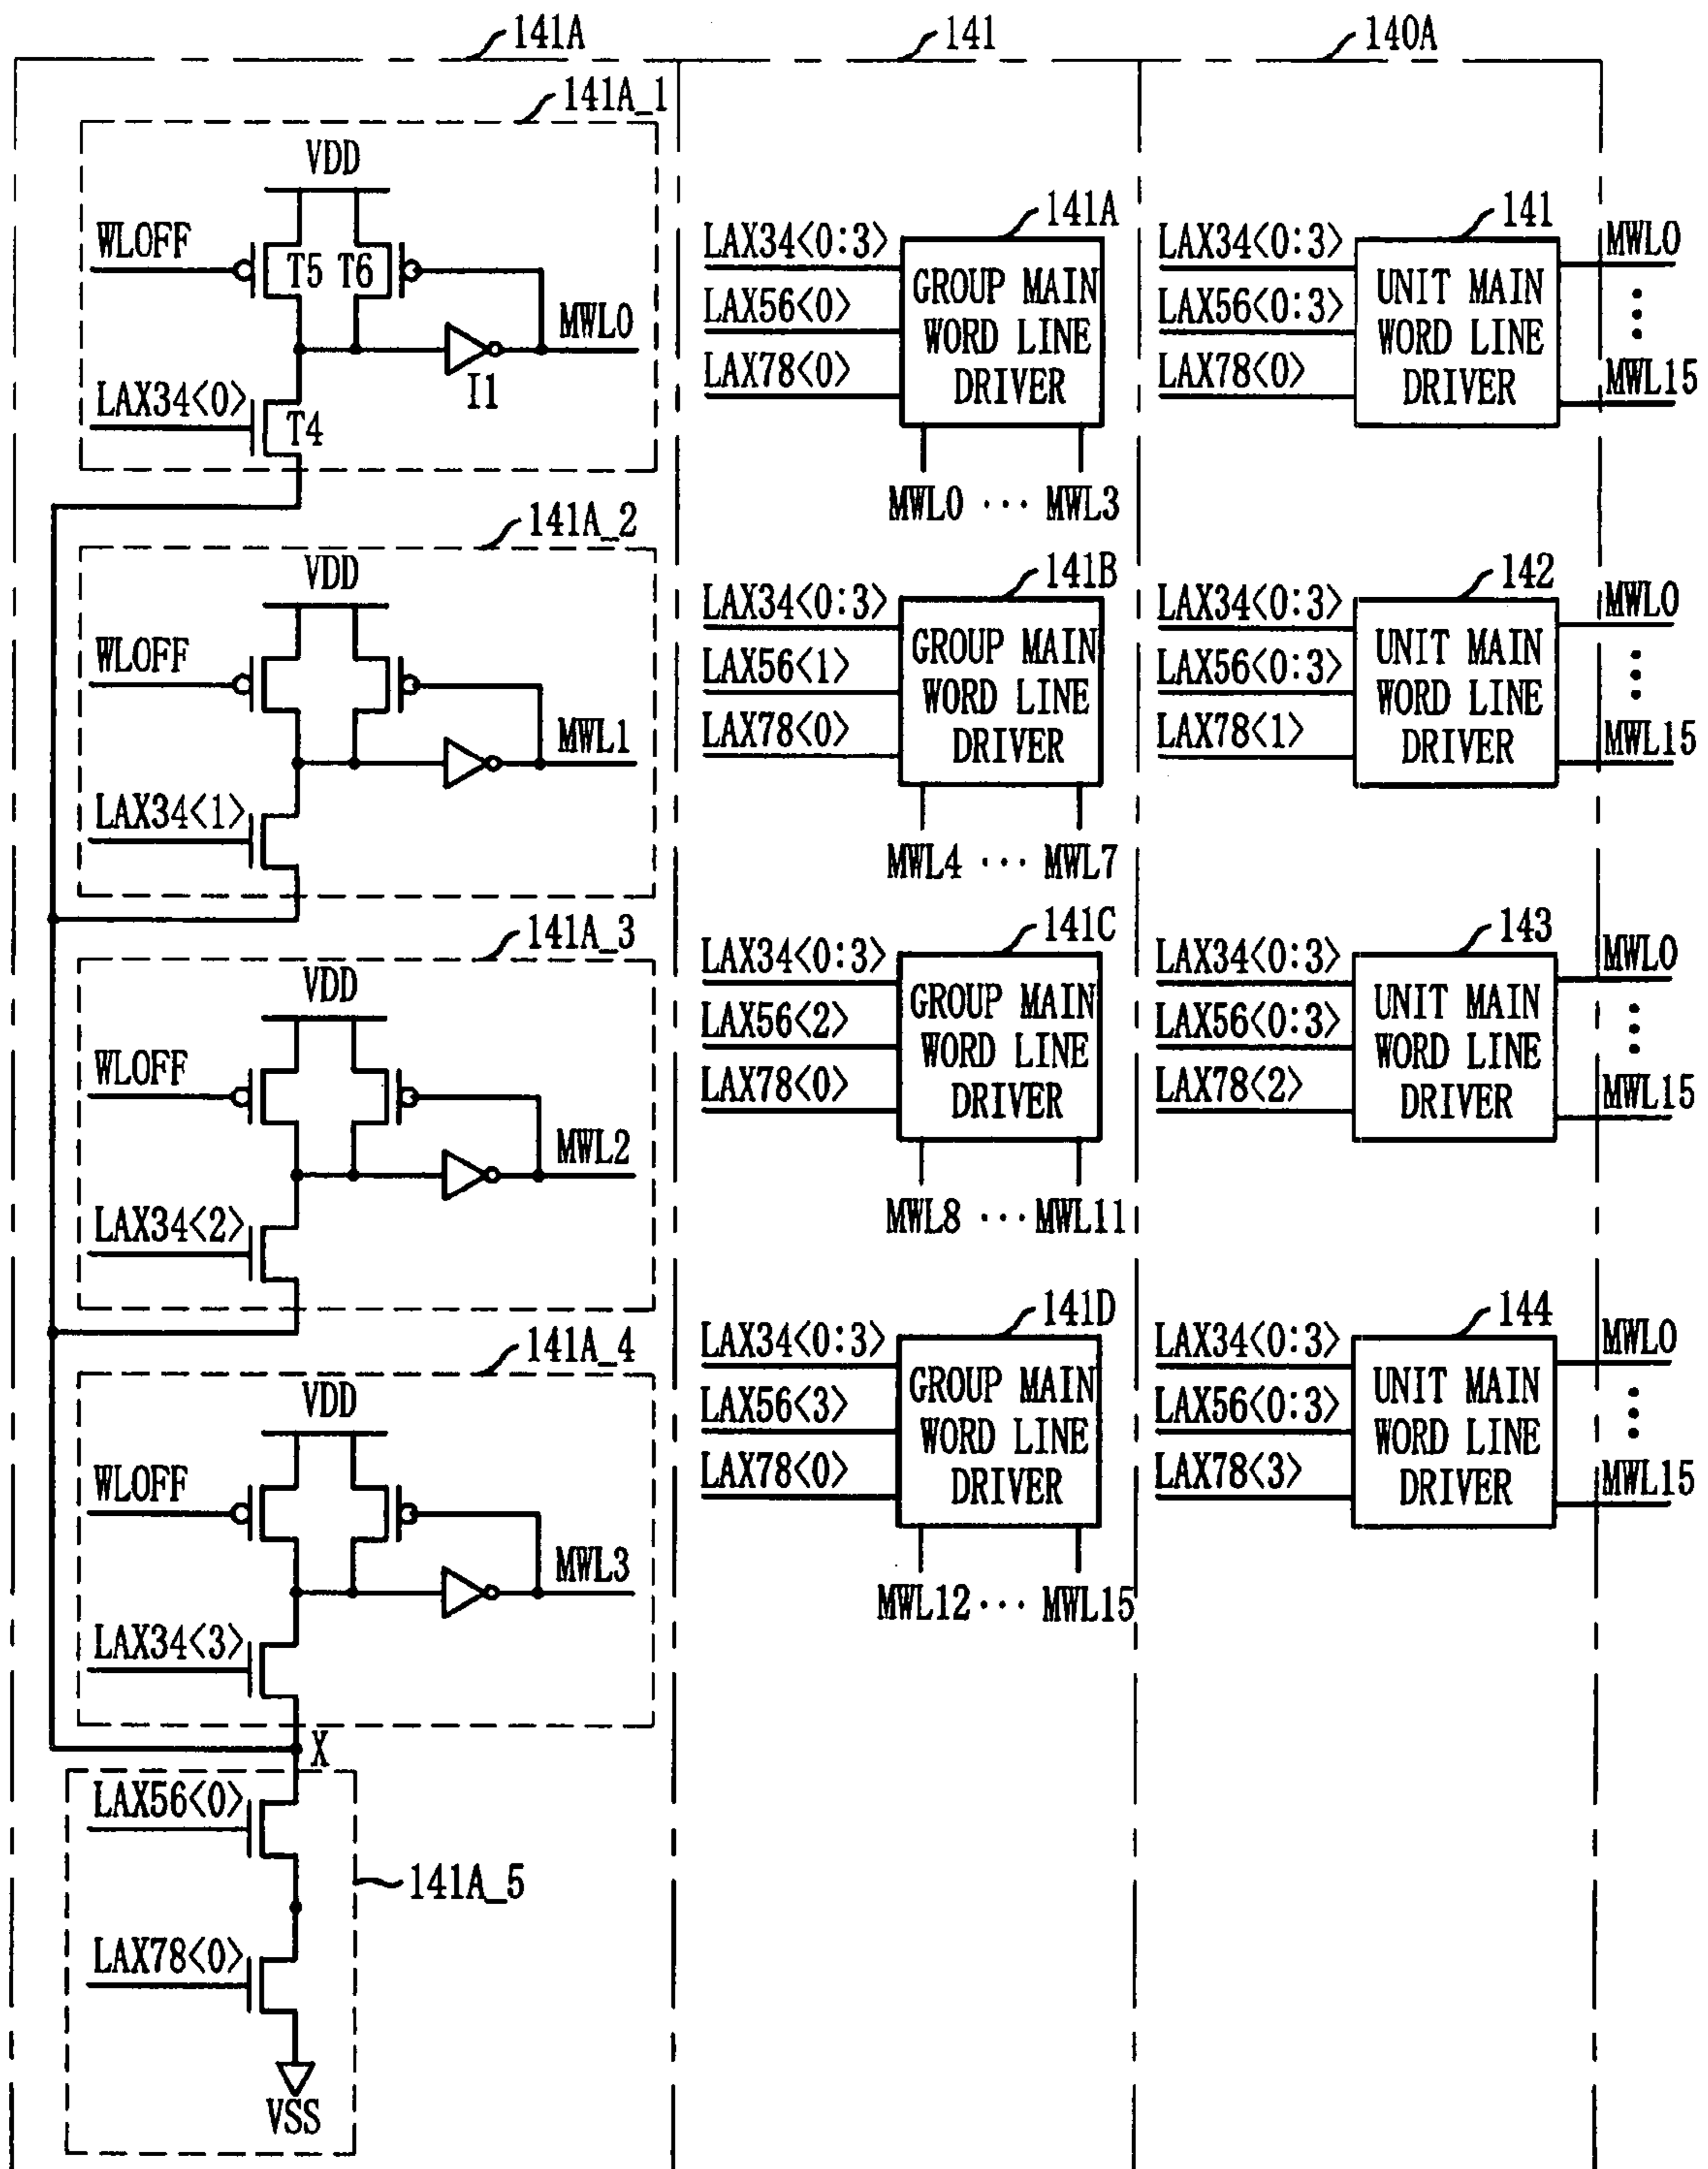 141A
141
140A
141A_1
VDD
WLOFF
T5 T6
MWL0
I1
LAX34<0>
T4
141A_2
VDD
WLOFF
MWL1
LAX34<1>
141A_3
VDD
WLOFF
MWL2
LAX34<2>
141A_4
VDD
WLOFF
MWL3
LAX34<3>
X
LAX56<0>
141A_5
LAX78<0>
VSS
141A
LAX34<0:3>
LAX56<0>
LAX78<0>
GROUP MAIN
WORD LINE
DRIVER
MWL0 ··· MWL3
141B
LAX34<0:3>
LAX56<1>
LAX78<0>
GROUP MAIN
WORD LINE
DRIVER
MWL4 ··· MWL7
141C
LAX34<0:3>
LAX56<2>
LAX78<0>
GROUP MAIN
WORD LINE
DRIVER
MWL8 ··· MWL11
141D
LAX34<0:3>
LAX56<3>
LAX78<0>
GROUP MAIN
WORD LINE
DRIVER
MWL12 ··· MWL15
141
LAX34<0:3>
LAX56<0:3>
LAX78<0>
UNIT MAIN
WORD LINE
DRIVER
MWL0
MWL15
142
LAX34<0:3>
LAX56<0:3>
LAX78<1>
UNIT MAIN
WORD LINE
DRIVER
MWL0
MWL15
143
LAX34<0:3>
LAX56<0:3>
LAX78<2>
UNIT MAIN
WORD LINE
DRIVER
MWL0
MWL15
144
LAX34<0:3>
LAX56<0:3>
LAX78<3>
UNIT MAIN
WORD LINE
DRIVER
MWL0
MWL15